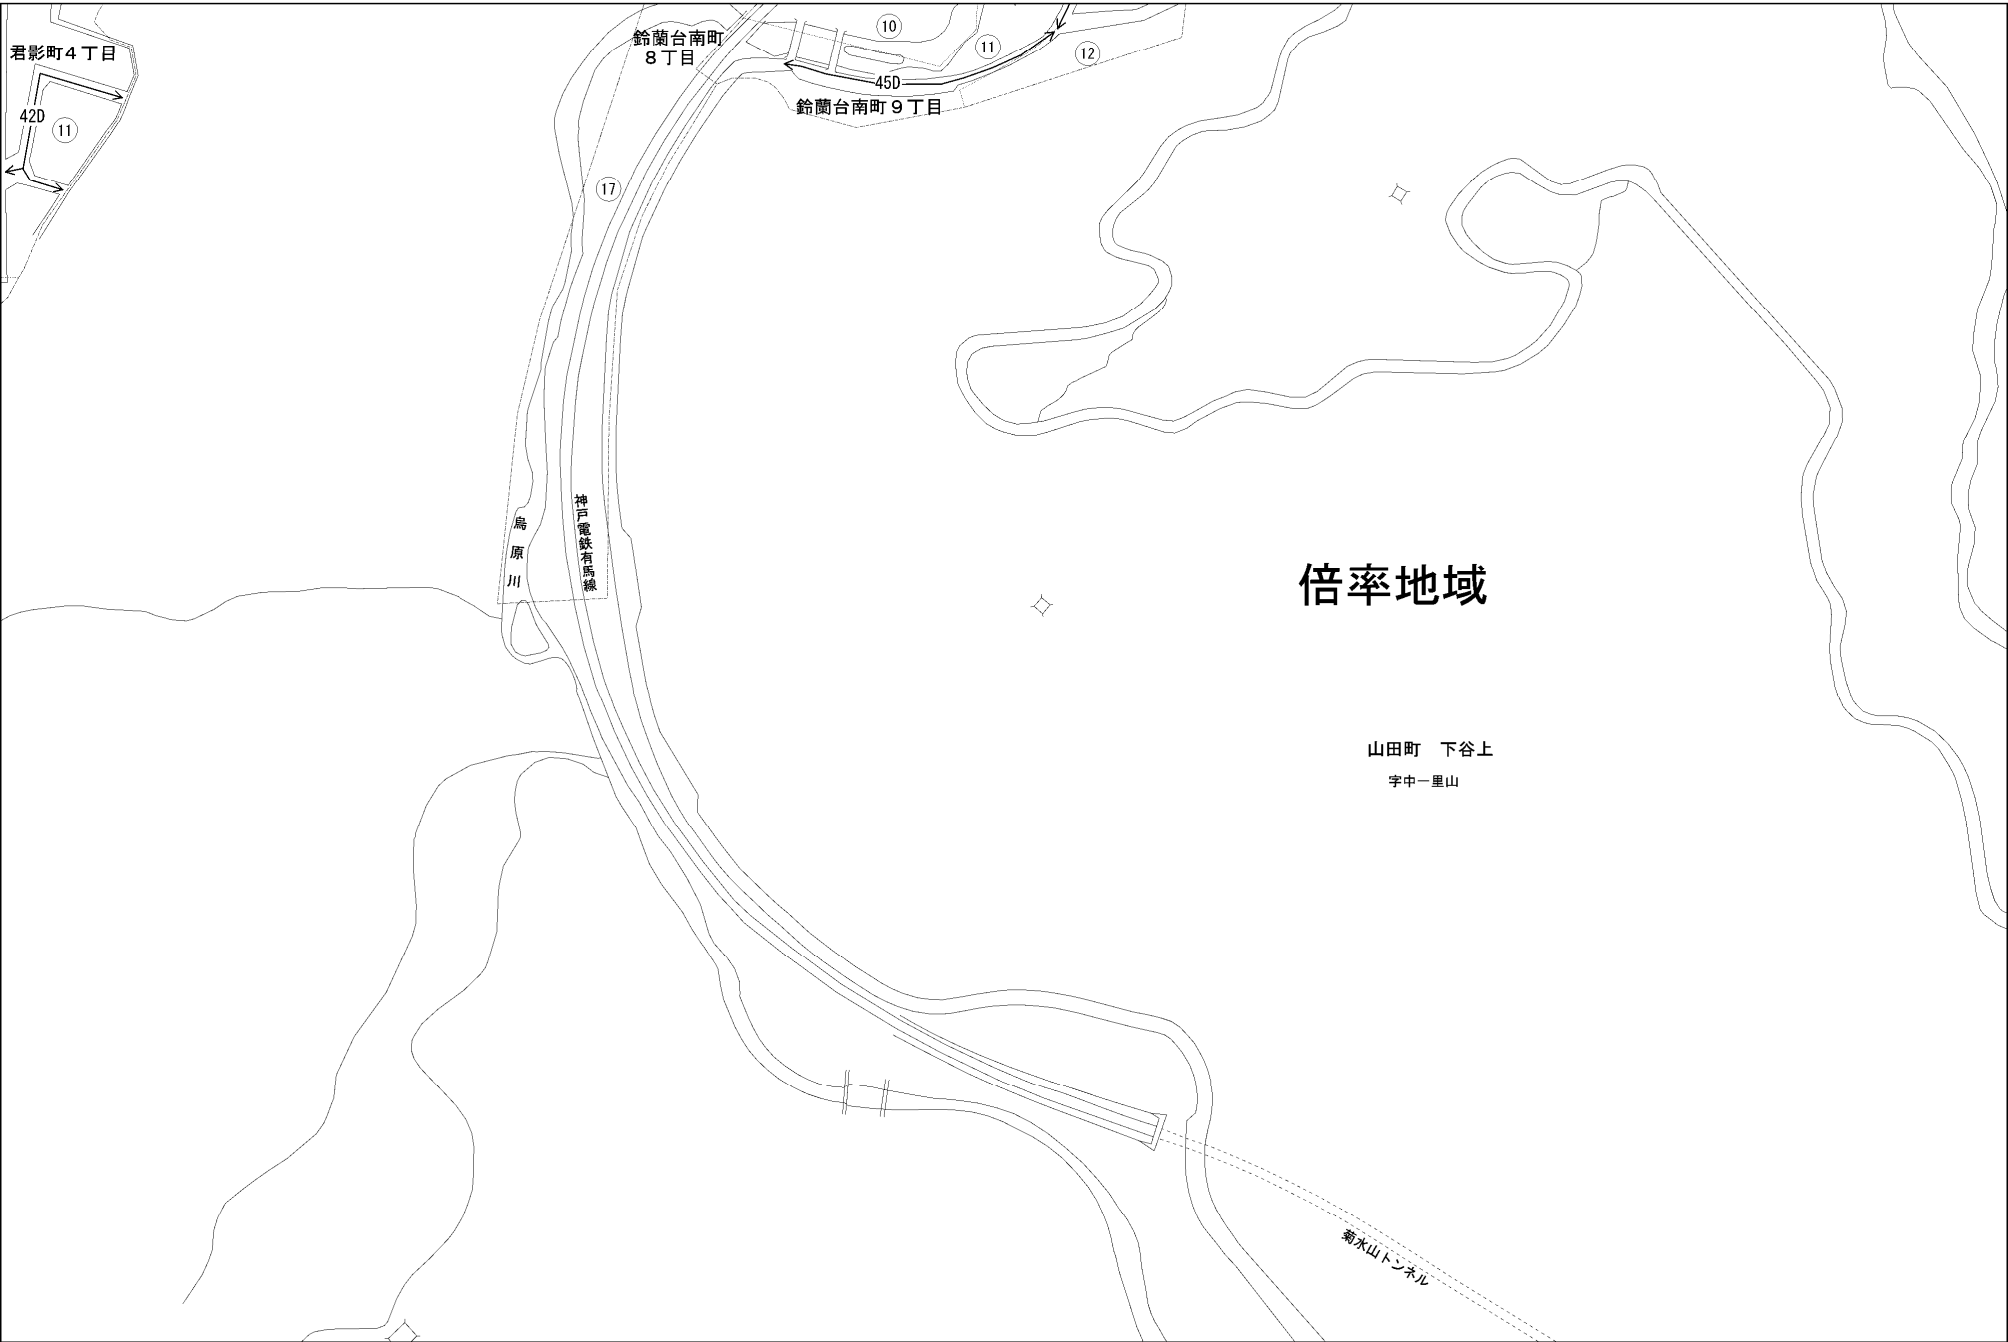 君影町４丁目
42D
11
鈴蘭台南町
８丁目
10
11
12
45D
鈴蘭台南町９丁目
17
烏原川
神戸電鉄有馬線
倍率地域
山田町　下谷上
字中一里山
菊水山トンネル